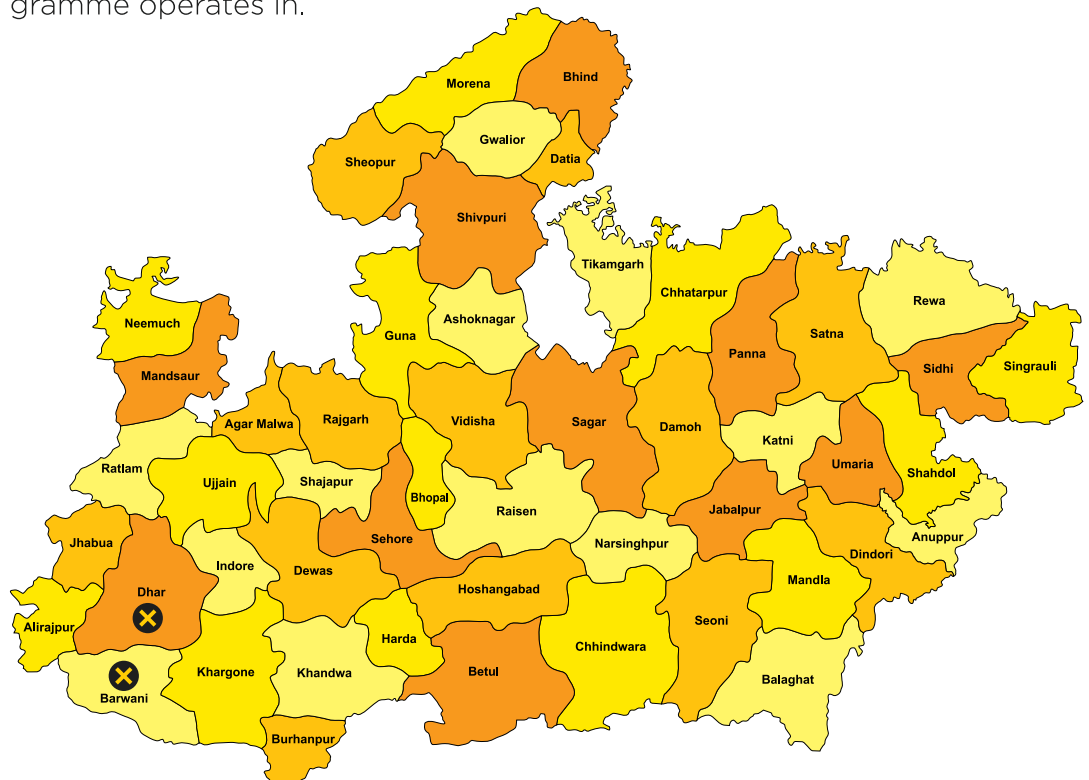 gramme operates in.
Morena
Bhind
Gwalior
Datia
Sheopur
Shivpuri
Tikamgarh
Chhatarpur
Rewa
Neemuch
Ashoknagar
Guna
Satna
Panna
Mandsaur
Sidhi
Singrauli
Agar Malwa
Rajgarh
Vidisha
Sagar
Damoh
Katni
Ratlam
Ujjain
Shajapur
Bhopal
Umaria
Shahdol
Raisen
Jabalpur
Jhabua
Sehore
Narsinghpur
Anuppur
Indore
Dewas
Dindori
Dhar
Hoshangabad
Mandla
Alirajpur
Harda
Chhindwara
Seoni
Khargone
Khandwa
Betul
Balaghat
Barwani
Burhanpur